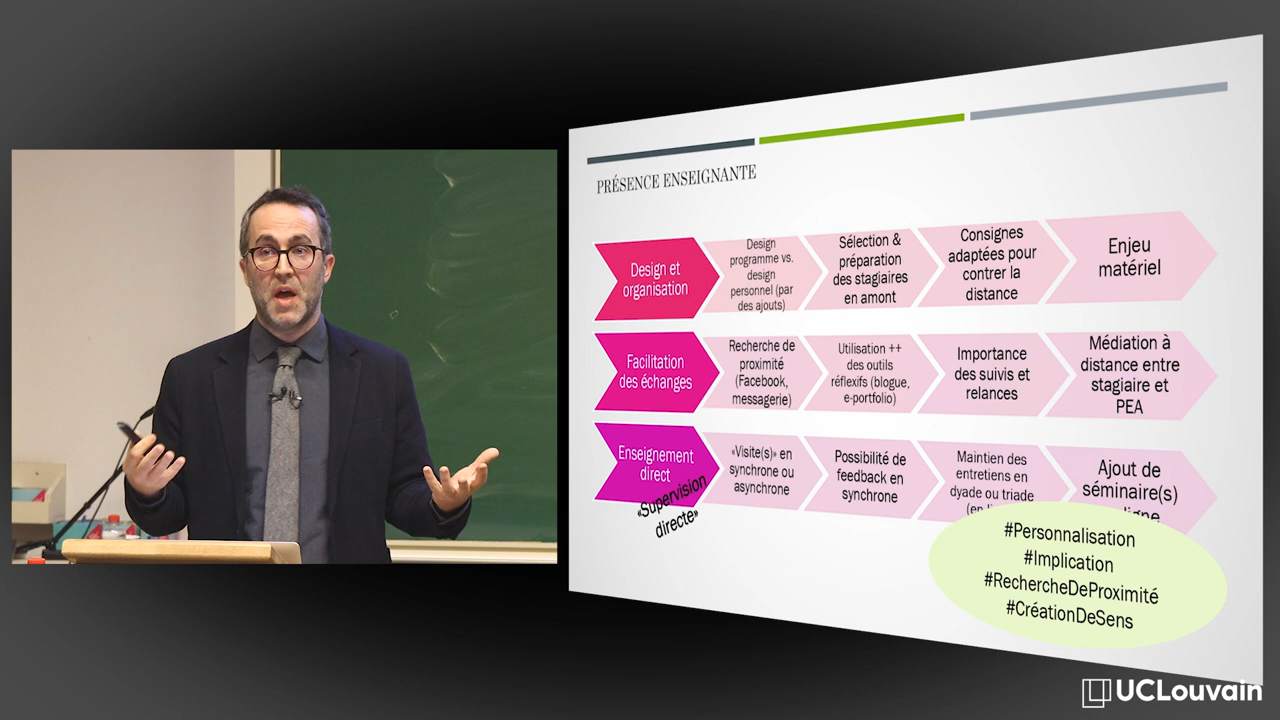 PRÉSENCE ENSEIGNANTE
Design et
organisation
Design
programme vs.
design
personnel (par
des ajouts)
Sélection &
préparation
des stagiaires
en amont
Consignes
adaptées pour
contrer la
distance
Enjeu
matériel
Facilitation
des échanges
Recherche de
proximité
(Facebook,
messagerie)
Utilisation ++
des outils
réflexifs (blogue,
e-portfolio)
Importance
des suivis et
relances
Médiation à
distance entre
stagiaire et
PEA
Enseignement
direct
«Supervision
directe»
«Visite(s)» en
synchrone ou
asynchrone
Possibilité de
feedback en
synchrone
Maintien des
entretiens en
dyade ou triade
Ajout de
séminaire(s)
#Personnalisation
#Implication
#RechercheDeProximité
#CréationDeSens
UCLouvain